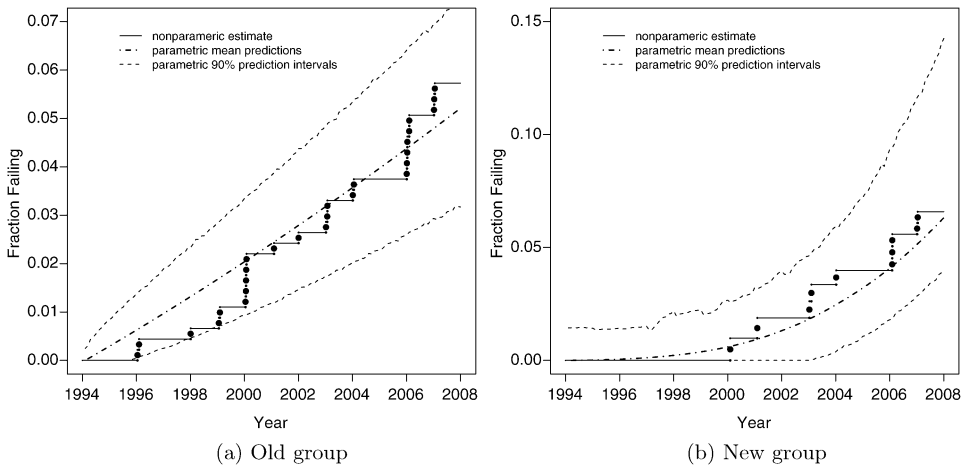 nonparameric estimate
parametric mean predictions
parametric 90% prediction intervals
Fraction Failing
0.07
0.06
0.05
0.04
0.03
0.02
0.01
0.00
1994 1996 1998 2000 2002 2004 2006 2008
Year
(a) Old group
nonparameric estimate
parametric mean predictions
parametric 90% prediction intervals
Fraction Failing
0.15
0.10
0.05
0.00
1994 1996 1998 2000 2002 2004 2006 2008
Year
(b) New group